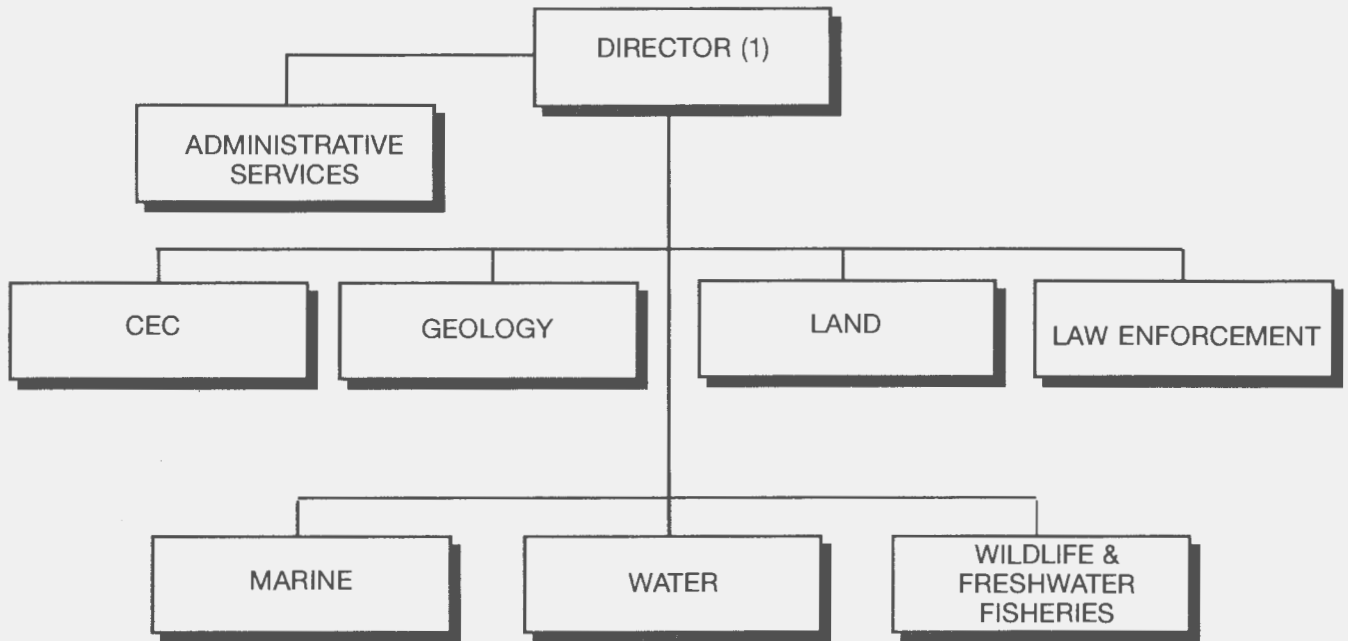 DIRECTOR (1)
ADMINISTRATIVE
SERVICES
CEC
GEOLOGY
LAND
LAW ENFORCEMENT
MARINE
WATER
WILDLIFE &
FRESHWATER
FISHERIES